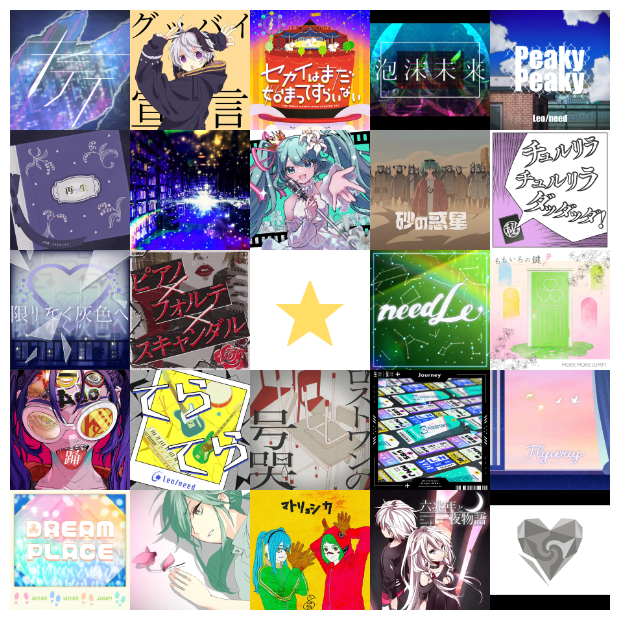 グッバイ
宣言
セカイはまだ
始まってすらいない
泡沫未来
Peaky
Peaky
Leo/need
再生
砂の惑星
チュルリラ
チュルリラ
ダッダッダ!
限りなく灰色へ
ピアノ
×
フォルテ
×
スキャンダル
needLe
ももいろの鍵
MORE MORE JUMP!
Ado
踊
てらてら
Leo/need
ロストワンの
号哭
Journey
Flyway
DREAM
PLACE
マトリョシカ
六兆年と
一夜物語